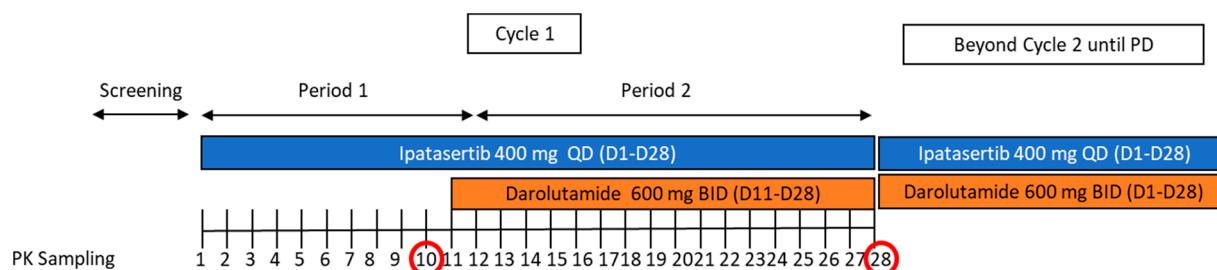 Cycle 1
Beyond Cycle 2 until PD
Screening
Period 1
Period 2
Ipatasertib 400 mg QD (D1-D28)
Ipatasertib 400 mg QD (D1-D28)
Darolutamide 600 mg BID (D11-D28)
Darolutamide 600 mg BID (D1-D28)
PK Sampling 1 2 3 4 5 6 7 8 9 10 11 12 13 14 15 16 17 18 19 20 21 22 23 24 25 26 27 28